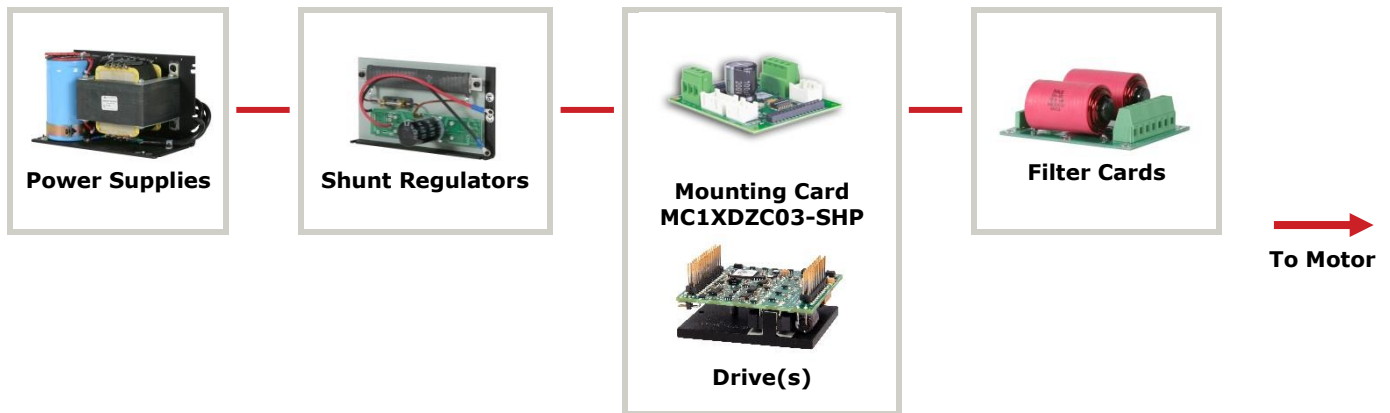 Power Supplies
Shunt Regulators
Mounting Card
MC1XDZC03-SHP
Drive(s)
Filter Cards
To Motor